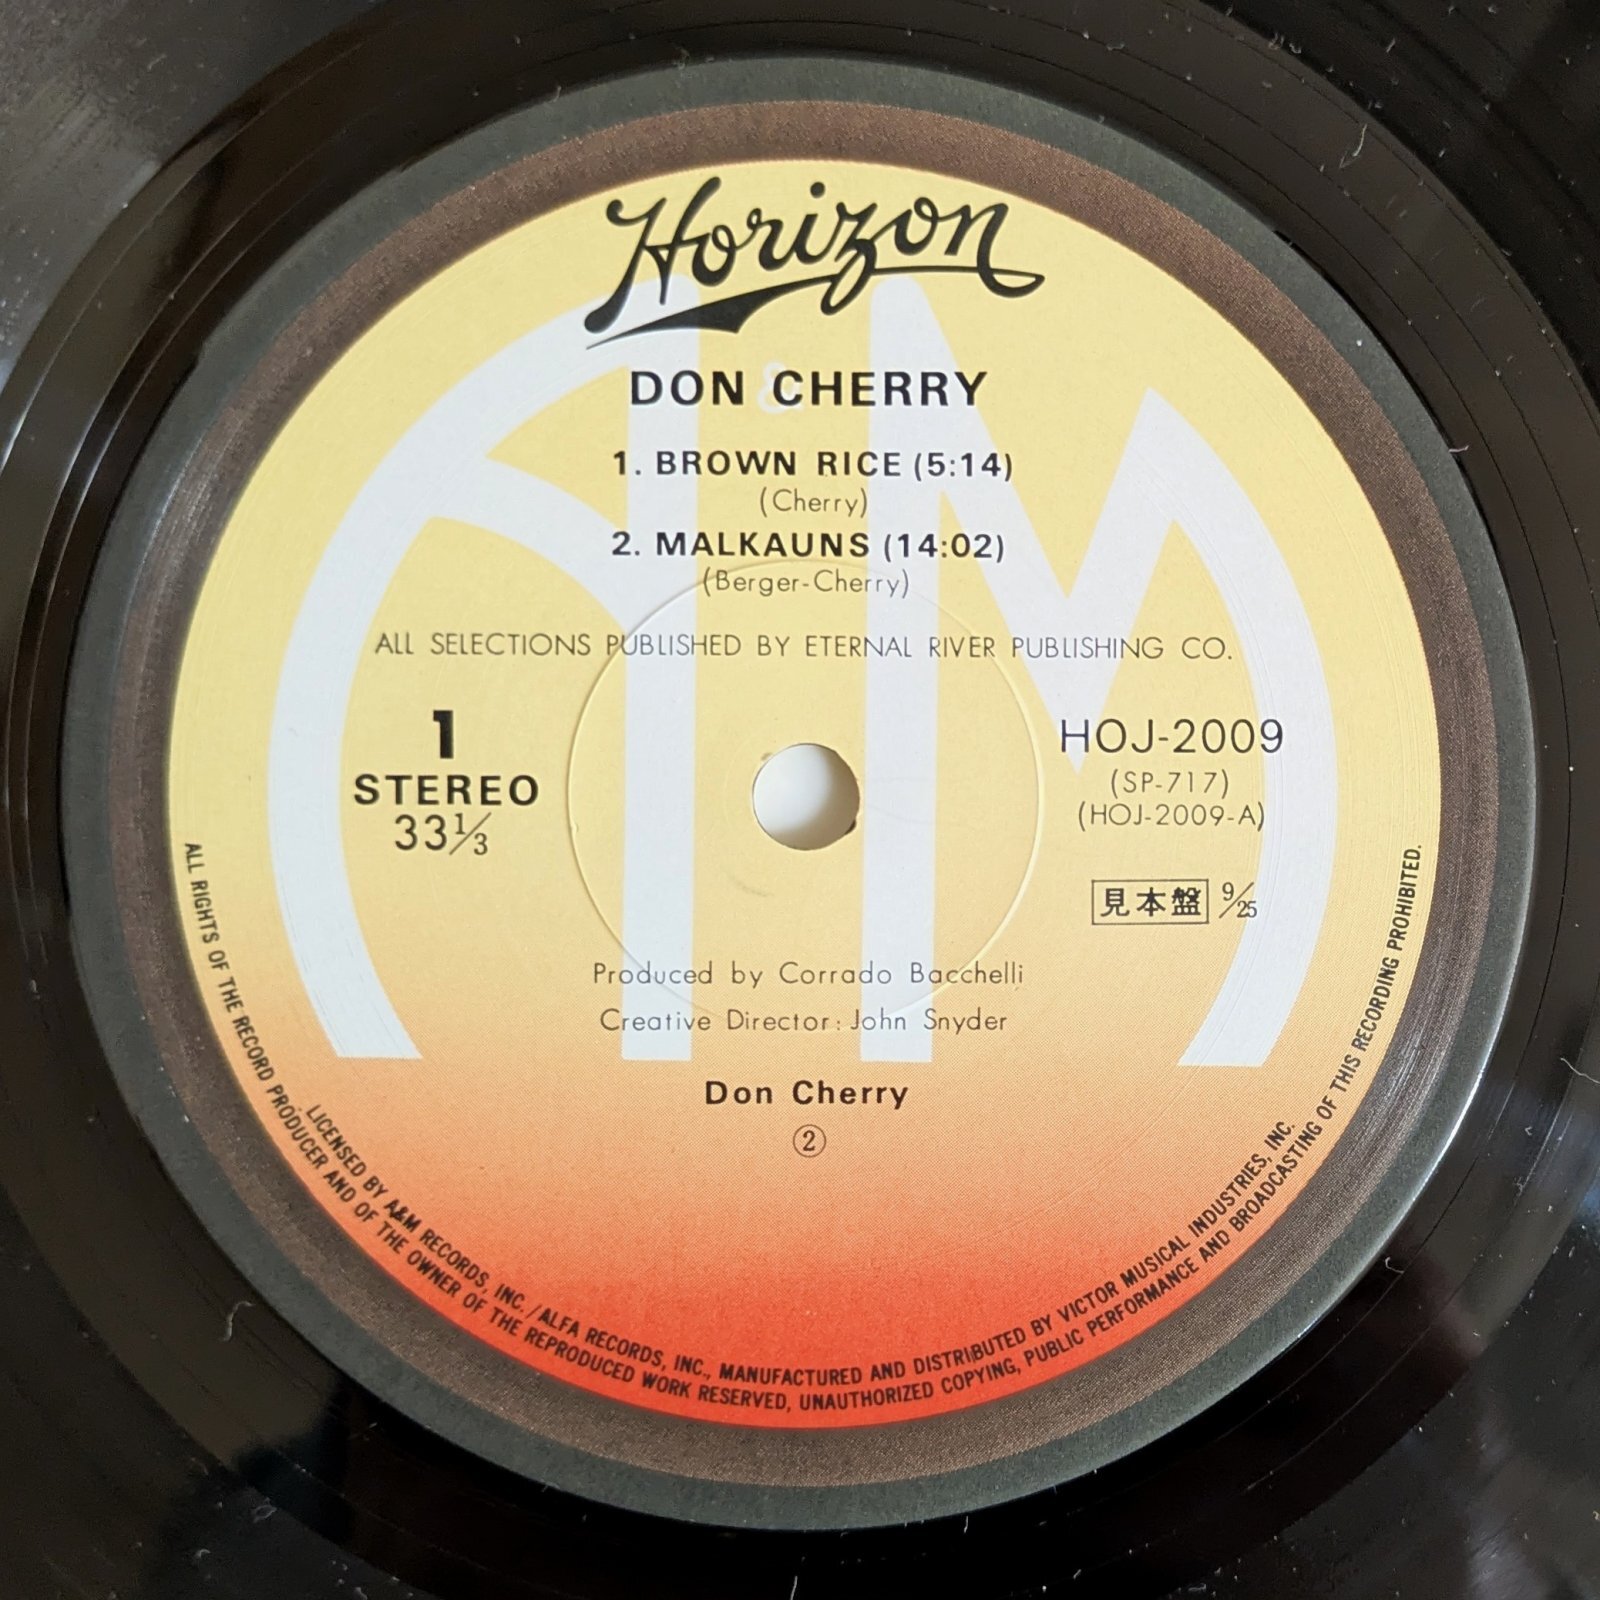 Horizon
DON CHERRY
1. BROWN RICE (5:14)
(Cherry)
2. MALKAUNS (14:02)
(Berger-Cherry)
ALL SELECTIONS PUBLISHED BY ETERNAL RIVER PUBLISHING CO.
1
STEREO
33⅓
HOJ-2009
(SP-717)
(HOJ-2009-A)
見本盤 9/25
Produced by Corrado Bacchelli
Creative Director: John Snyder
Don Cherry
②
LICENSED BY A&M RECORDS, INC./ALFA RECORDS, INC., MANUFACTURED AND DISTRIBUTED BY VICTOR MUSICAL INDUSTRIES, INC.
ALL RIGHTS OF THE RECORD PRODUCER AND OF THE OWNER OF THE REPRODUCED WORK RESERVED, UNAUTHORIZED COPYING, PUBLIC PERFORMANCE AND BROADCASTING OF THIS RECORDING PROHIBITED.
A&M